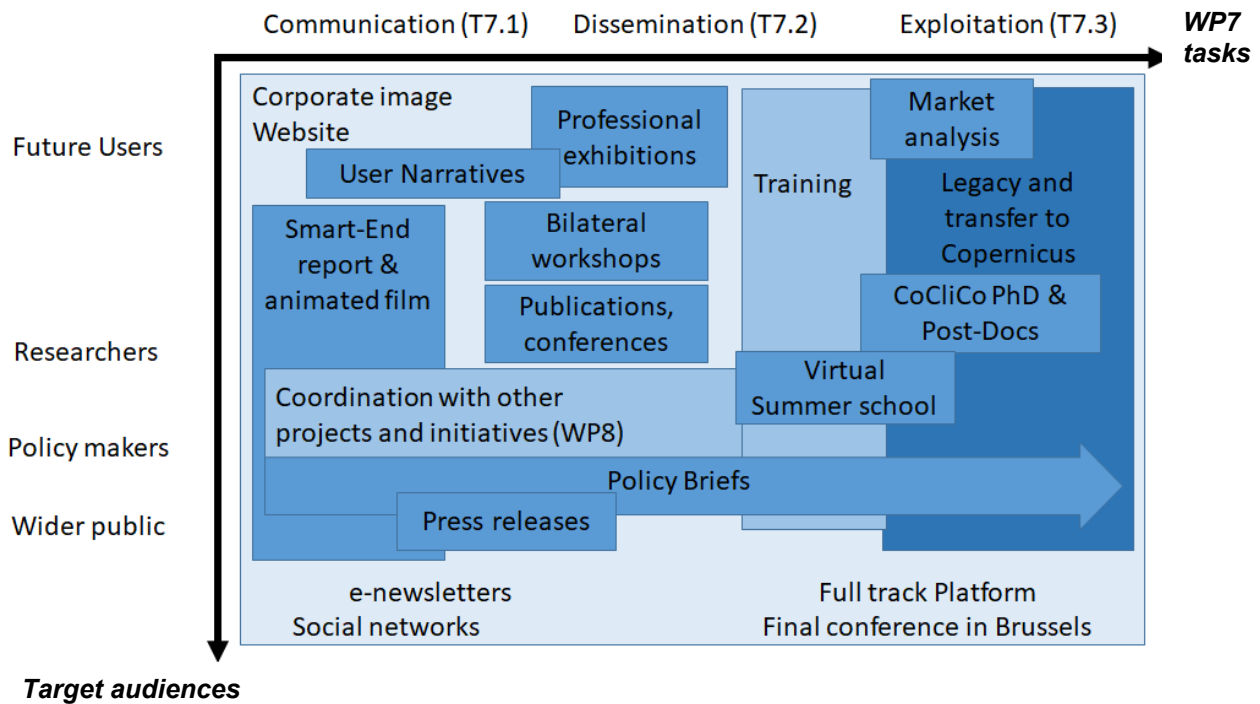 Communication (T7.1)
Dissemination (T7.2)
Exploitation (T7.3)
WP7
tasks
Future Users
Researchers
Policy makers
Wider public
Target audiences
Corporate image
Website
User Narratives
Professional
exhibitions
Smart-End
report &
animated film
Bilateral
workshops
Publications,
conferences
Training
Market
analysis
Legacy and
transfer to
Copernicus
CoCliCo PhD &
Post-Docs
Virtual
Summer school
Coordination with other
projects and initiatives (WP8)
Policy Briefs
Press releases
e-newsletters
Social networks
Full track Platform
Final conference in Brussels